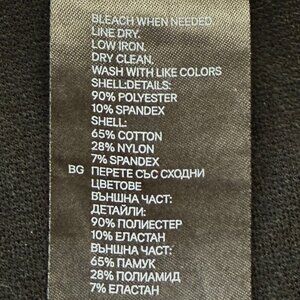 BLEACH WHEN NEEDED.
LINE DRY.
LOW IRON.
DRY CLEAN.
WASH WITH LIKE COLORS
SHELL:DETAILS:
90% POLYESTER
10% SPANDEX
SHELL:
65% COTTON
28% NYLON
7% SPANDEX
BG ПЕРЕТЕ СЪС СХОДНИ
ЦВЕТОВЕ
ВЪНШНА ЧАСТ:
ДЕТАЙЛИ:
90% ПОЛИЕСТЕР
10% ЕЛАСТАН
ВЪНШНА ЧАСТ:
65% ПАМУК
28% ПОЛИАМИД
7% ЕЛАСТАН